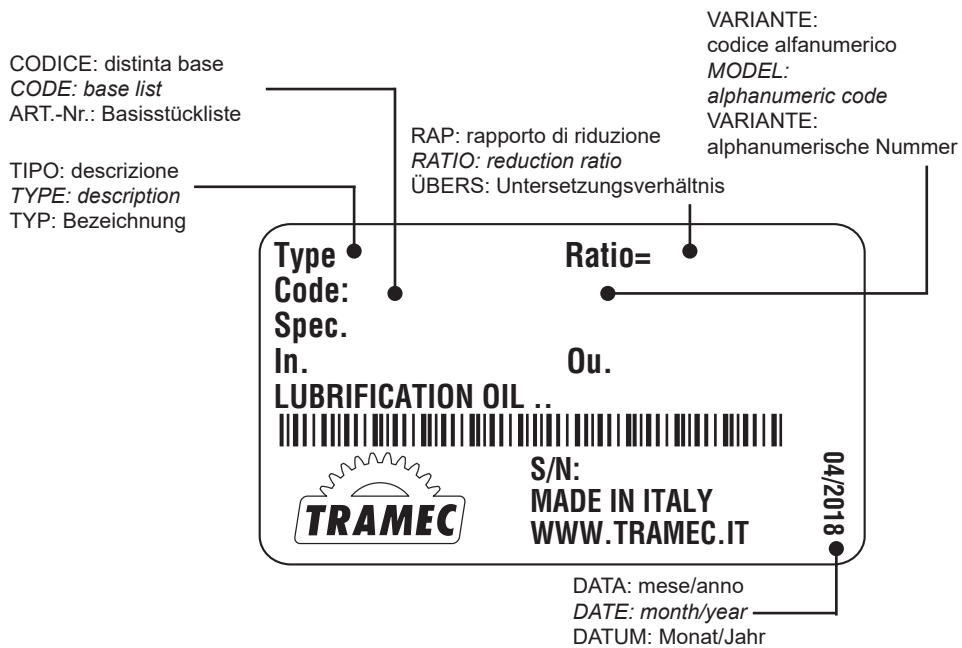 VARIANTE:
codice alfanumerico
MODEL:
alphanumeric code
VARIANTE:
alphanumerische Nummer
CODICE: distinta base
CODE: base list
ART.-Nr.: Basisstückliste
RAP: rapporto di riduzione
RATIO: reduction ratio
ÜBERS: Untersetzungsverhältnis
TIPO: descrizione
TYPE: description
TYP: Bezeichnung
Type
Ratio=
Code:
Spec.
In.
Ou.
LUBRIFICATION OIL ..
TRAMEC
S/N:
MADE IN ITALY
WWW.TRAMEC.IT
04/2018
DATA: mese/anno
DATE: month/year
DATUM: Monat/Jahr